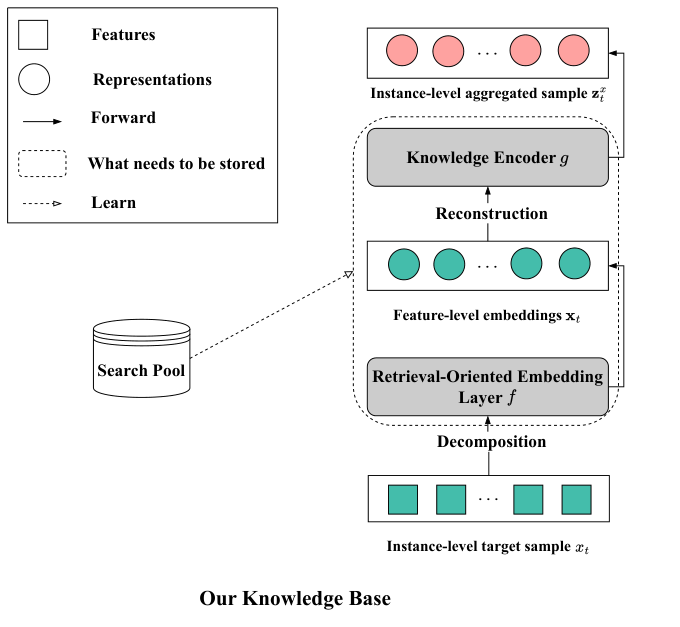 Features
Representations
Forward
What needs to be stored
Learn
. . .
Instance-level aggregated sample z_t^x
Knowledge Encoder g
Reconstruction
. . .
Feature-level embeddings x_t
Search Pool
Retrieval-Oriented Embedding
Layer f
Decomposition
. . .
Instance-level target sample x_t
Our Knowledge Base